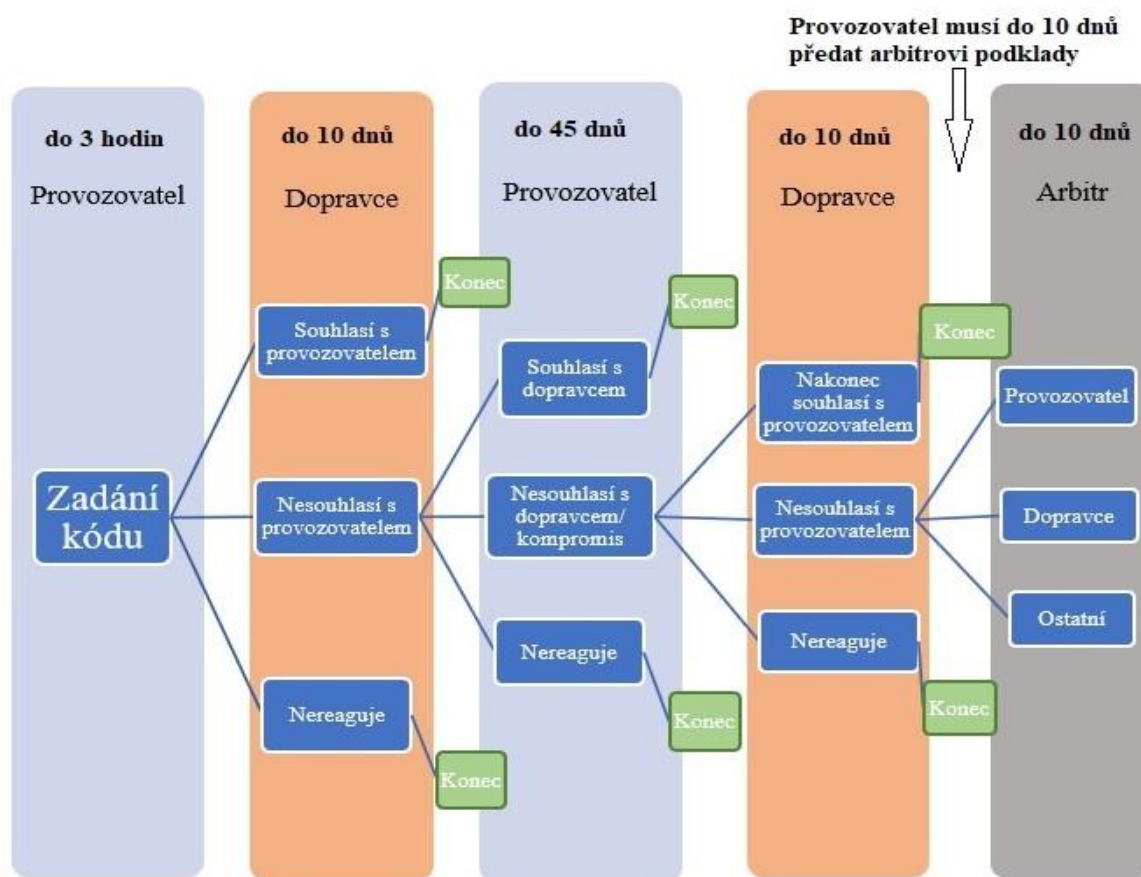 Provozovatel musí do 10 dnů
předat arbitrovi podklady
do 3 hodin
Provozovatel
Zadání
kódu
do 10 dnů
Dopravce
Konec
Souhlasí s
provozovatelem
Nesouhlasí s
provozovatelem
Nereaguje
Konec
do 45 dnů
Provozovatel
Konec
Souhlasí s
dopravcem
Nesouhlasí s
dopravcem/
kompromis
Nereaguje
Konec
do 10 dnů
Dopravce
Konec
Nakonec
souhlasí s
provozovatelem
Nesouhlasí s
provozovatelem
Nereaguje
Konec
do 10 dnů
Arbitr
Provozovatel
Dopravce
Ostatní